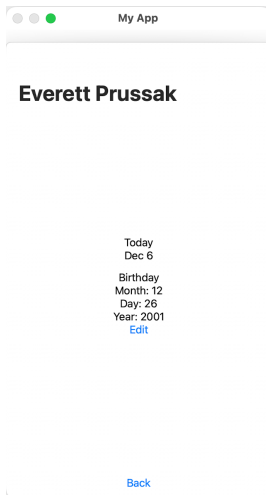 My App
Everett Prussak
Today
Dec 6
Birthday
Month: 12
Day: 26
Year: 2001
Edit
Back